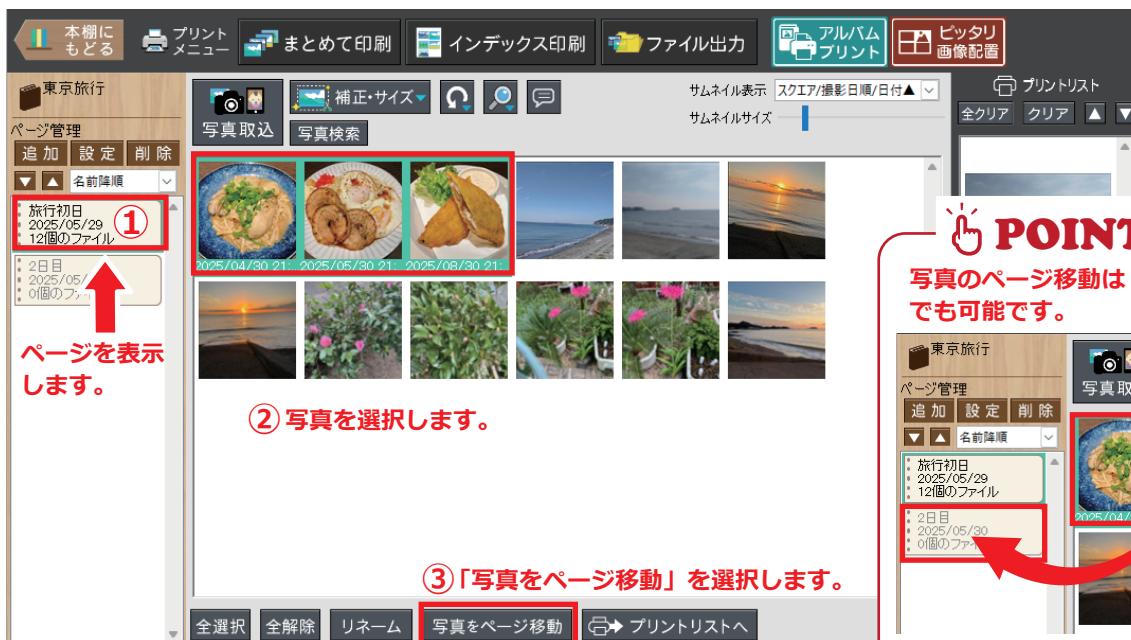 本棚に
もどる
プリント
メニュー
まとめて印刷
インデックス印刷
ファイル出力
アルバム
プリント
ピッタリ
画像配置
東京旅行
ページ管理
追加 設定 削除
名前降順
旅行初日
2025/05/29
12個のファイル
①
2日目
2025/05/
0個のファ
ページを表示
します。
写真取込
補正・サイズ
写真検索
サムネイル表示 スクエア/撮影日順/日付▲
サムネイルサイズ
2025/04/30 21: 2025/05/30 21: 2025/08/30 21:
②写真を選択します。
③「写真をページ移動」を選択します。
全選択 全解除 リネーム 写真をページ移動 プリントリストへ
プリントリスト
全クリア クリア ▲ ▼
POINT
写真のページ移動は
でも可能です。
東京旅行
ページ管理
追加 設定 削除
名前降順
旅行初日
2025/05/29
12個のファイル
2日目
2025/05/30
0個のファイ
写真取
2025/04/